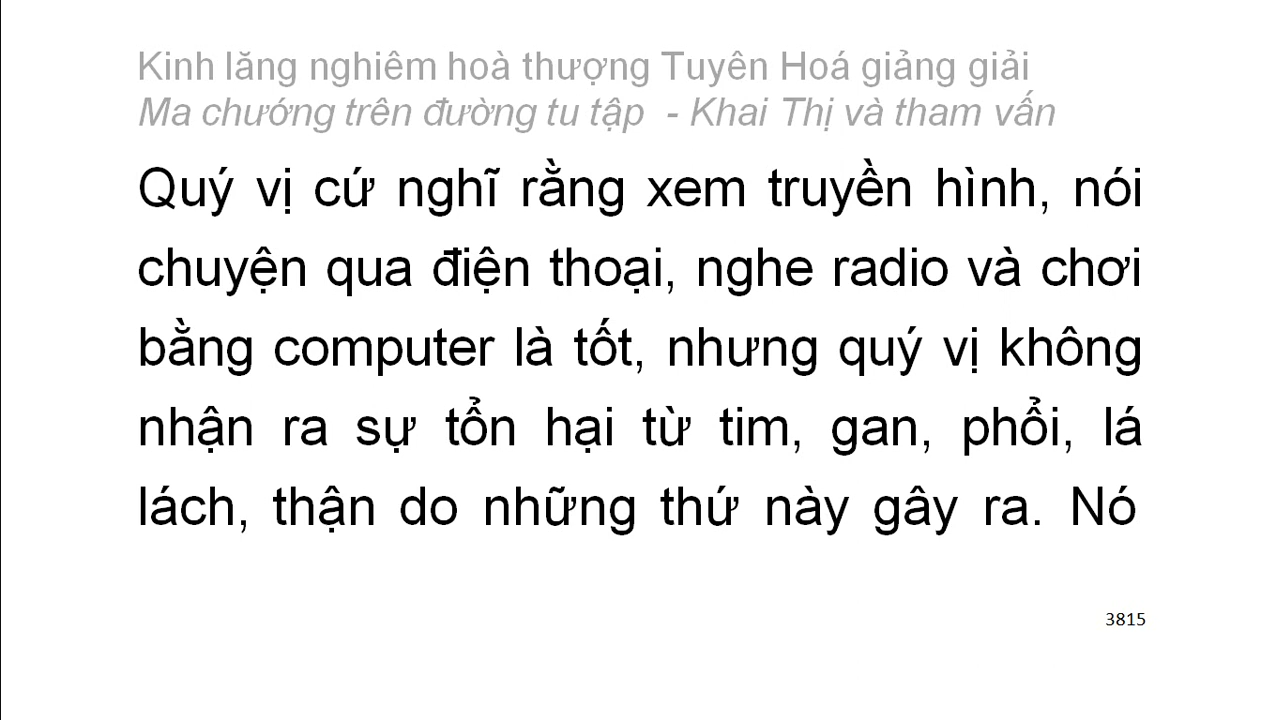 Kinh lăng nghiêm hoà thượng Tuyên Hoá giảng giải
Ma chướng trên đường tu tập - Khai Thị và tham vấn
Quý vị cứ nghĩ rằng xem truyền hình, nói
chuyện qua điện thoại, nghe radio và chơi
bằng computer là tốt, nhưng quý vị không
nhận ra sự tổn hại từ tim, gan, phổi, lá
lách, thận do những thứ này gây ra. Nó
3815